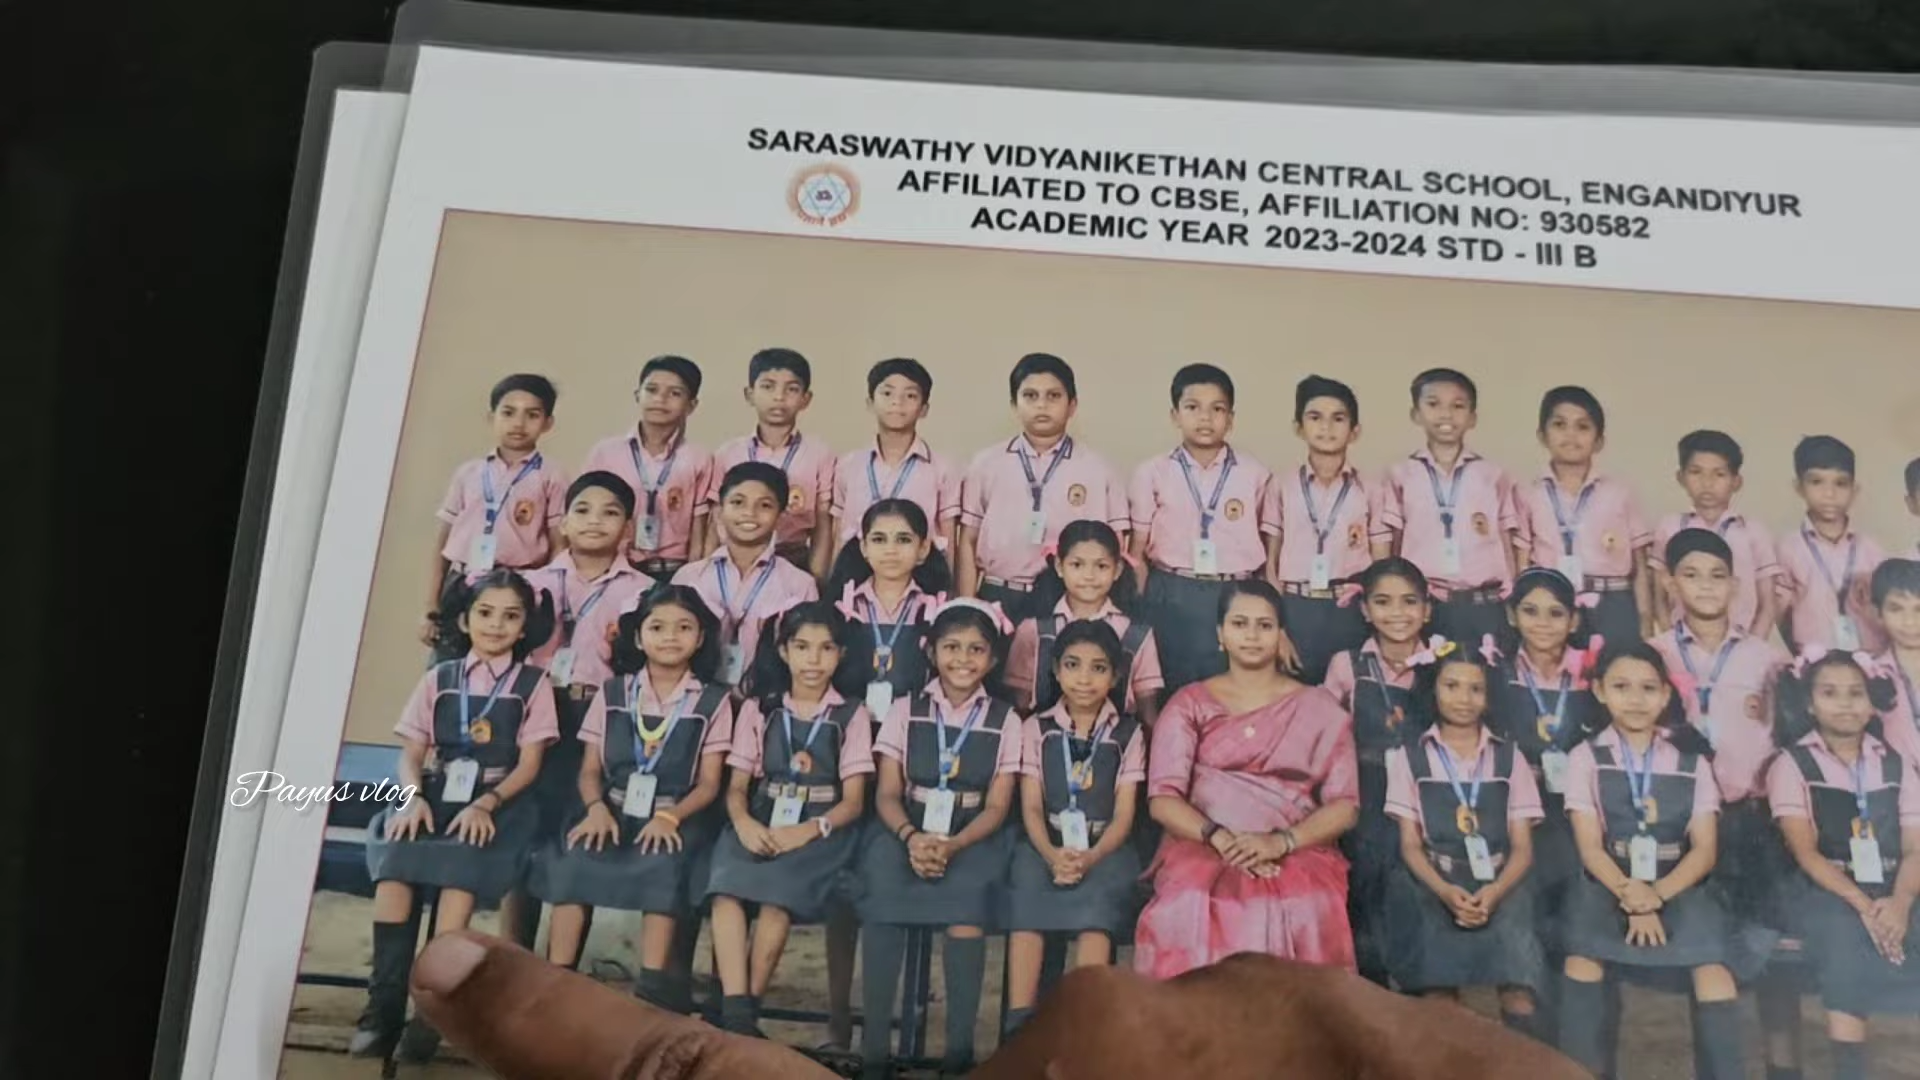 SARASWATHY VIDYANIKETHAN CENTRAL SCHOOL, ENGANDIYUR
AFFILIATED TO CBSE, AFFILIATION NO: 930582
ACADEMIC YEAR 2023-2024 STD - III B
Payus vlog